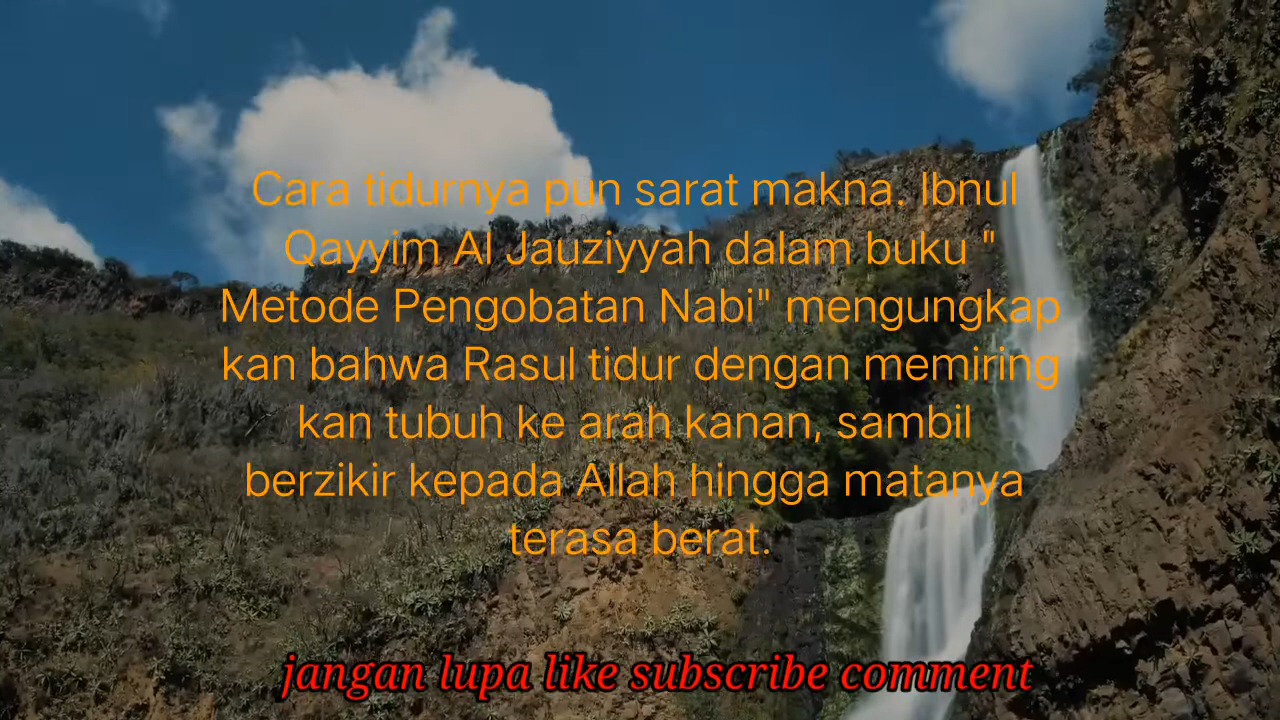 Cara tidurnya pun sarat makna. Ibnul
Qayyim Al Jauziyyah dalam buku "
Metode Pengobatan Nabi" mengungkap
kan bahwa Rasul tidur dengan memiring
kan tubuh ke arah kanan, sambil
berzikir kepada Allah hingga matanya
terasa berat.
jangan lupa like subscribe comment